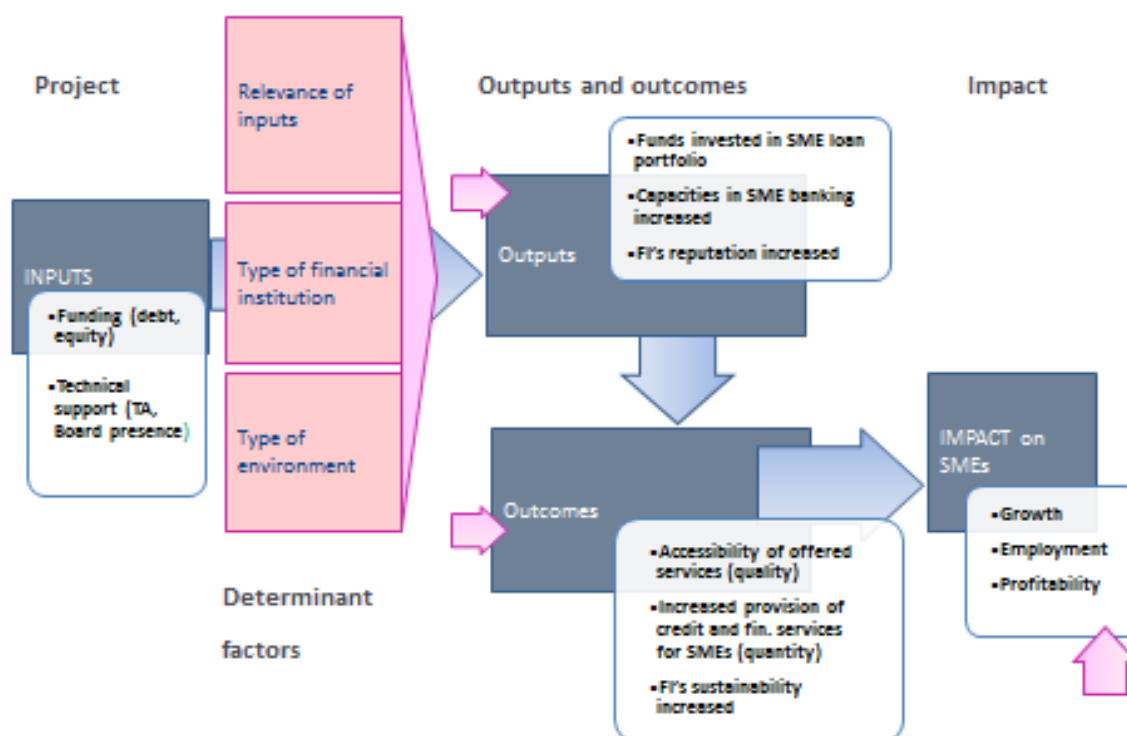 Project
Outputs and outcomes
Impact
INPUTS
▪Funding (debt,
equity)
▪Technical
support (TA,
Board presence)
Relevance of
inputs
Type of financial
institution
Type of
environment
Determinant
factors
Outputs
▪Funds invested in SME loan
portfolio
▪Capacities in SME banking
increased
▪FI's reputation increased
Outcomes
▪Accessibility of offered
services (quality)
▪Increased provision of
credit and fin. services
for SMEs (quantity)
▪FI's sustainability
increased
IMPACT on
SMEs
▪Growth
▪Employment
▪Profitability